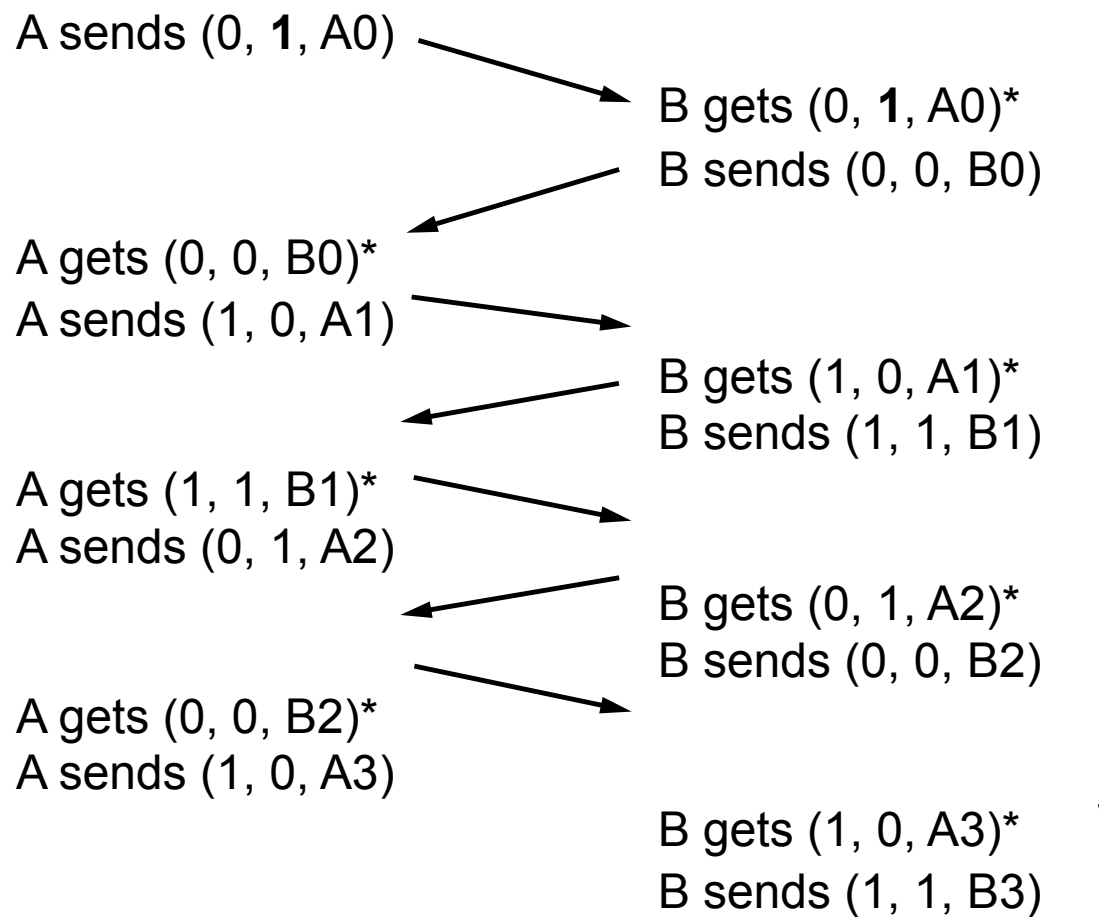 A sends (0, 1, A0)
B gets (0, 1, A0)*
B sends (0, 0, B0)
A gets (0, 0, B0)*
A sends (1, 0, A1)
B gets (1, 0, A1)*
B sends (1, 1, B1)
A gets (1, 1, B1)*
A sends (0, 1, A2)
B gets (0, 1, A2)*
B sends (0, 0, B2)
A gets (0, 0, B2)*
A sends (1, 0, A3)
B gets (1, 0, A3)*
B sends (1, 1, B3)